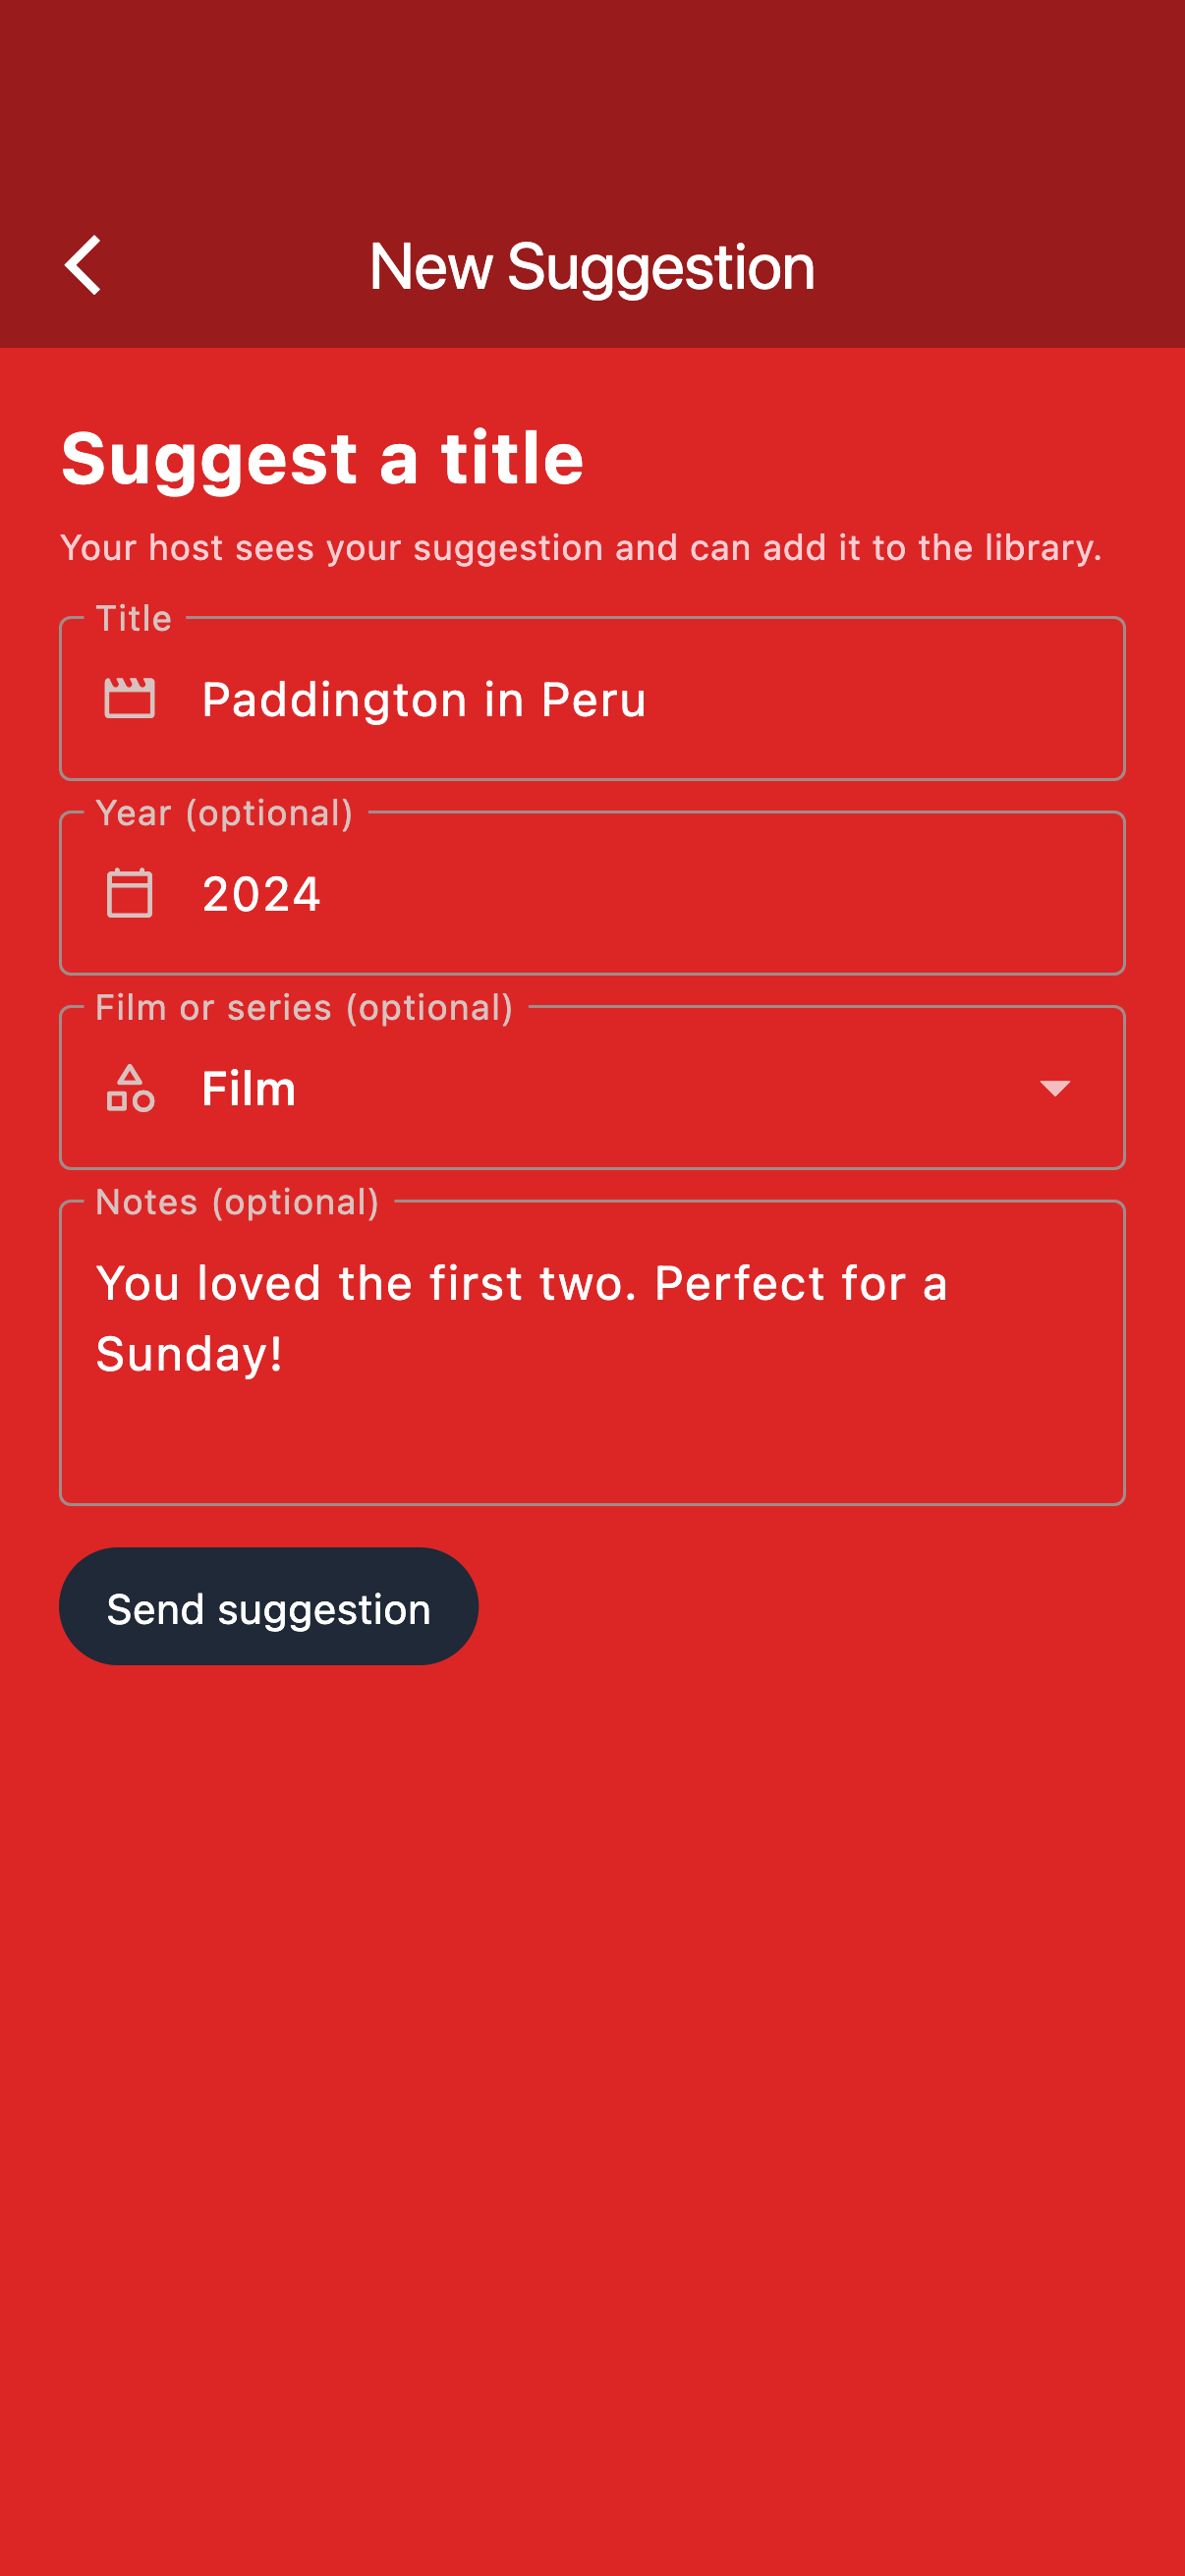 New Suggestion
Suggest a title
Your host sees your suggestion and can add it to the library.
Title
Paddington in Peru
Year (optional)
2024
Film or series (optional)
Film
Notes (optional)
You loved the first two. Perfect for a
Sunday!
Send suggestion